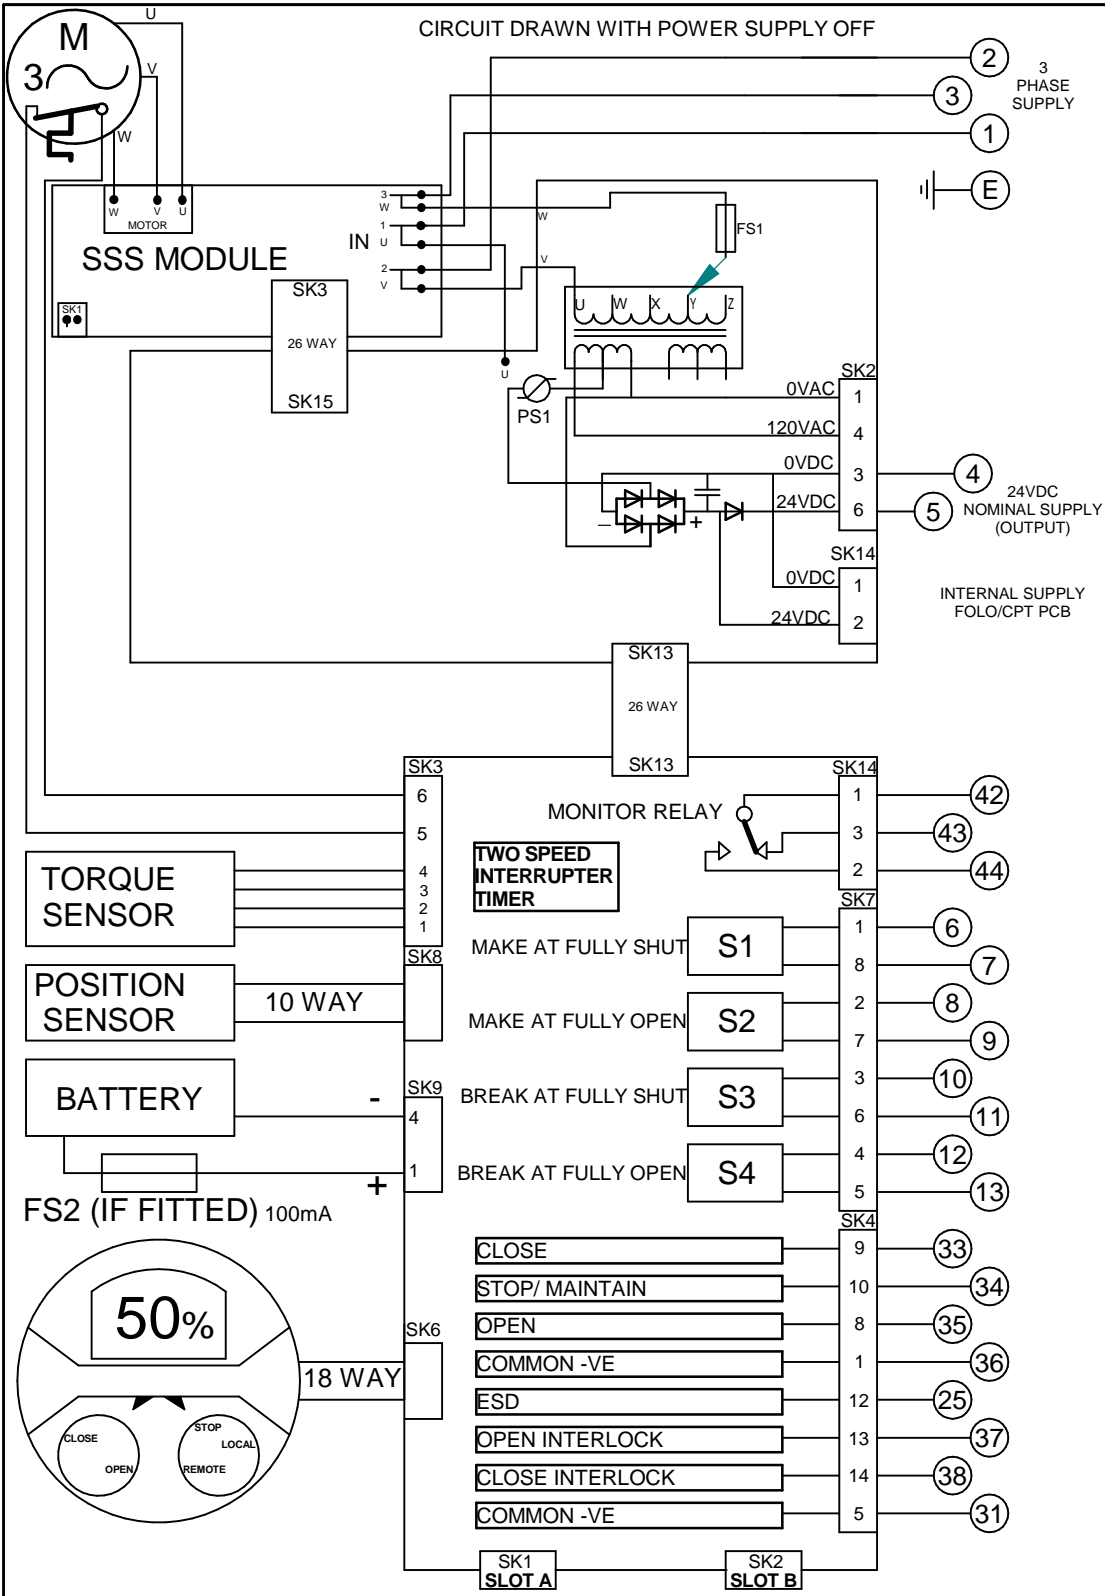 CIRCUIT DRAWN WITH POWER SUPPLY OFF
U
M
3
V
W
2
3
1
E
3
PHASE
SUPPLY
W
V
U
MOTOR
SSS MODULE
SK1
IN
3
W
1
U
2
V
W
V
FS1
SK3
26 WAY
SK15
U
W
X
Y
Z
U
PS1
SK2
0VAC
1
120VAC
4
0VDC
3
4
24VDC
6
5
24VDC
NOMINAL SUPPLY
(OUTPUT)
+
–
SK14
0VDC
1
24VDC
2
INTERNAL SUPPLY
FOLO/CPT PCB
SK13
26 WAY
SK13
SK3
6
5
4
3
2
1
TORQUE
SENSOR
SK8
POSITION
SENSOR
10 WAY
BATTERY
-
SK9
4
1
+
FS2 (IF FITTED) 100mA
MONITOR RELAY
TWO SPEED
INTERRUPTER
TIMER
SK14
1
42
3
43
2
44
SK7
MAKE AT FULLY SHUT
S1
1
6
8
7
MAKE AT FULLY OPEN
S2
2
8
7
9
BREAK AT FULLY SHUT
S3
3
10
6
11
BREAK AT FULLY OPEN
S4
4
12
5
13
SK4
CLOSE
9
33
STOP/ MAINTAIN
10
34
OPEN
8
35
COMMON -VE
1
36
ESD
12
25
OPEN INTERLOCK
13
37
CLOSE INTERLOCK
14
38
COMMON -VE
5
31
50%
SK6
18 WAY
CLOSE
OPEN
STOP
LOCAL
REMOTE
SK1
SLOT A
SK2
SLOT B